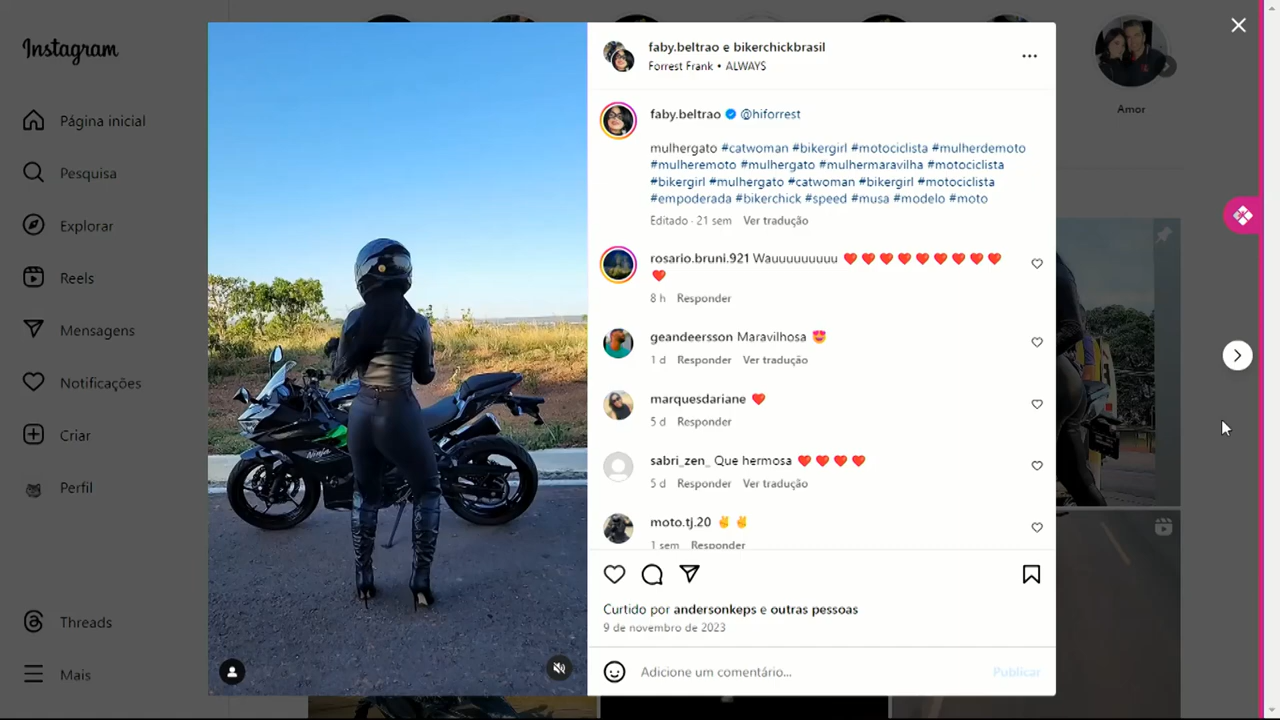 Instagram
Página inicial
Pesquisa
Explorar
Reels
Mensagens
Notificações
Criar
Perfil
Threads
Mais
Ninja
faby.beltrao e bikerchickbrasil
Forrest Frank • ALWAYS
faby.beltrao @hiforrest
mulhergato #catwoman #bikergirl #motociclista #mulherdemoto
#mulheremoto #mulhergato #mulhermaravilha #motociclista
#bikergirl #mulhergato #catwoman #bikergirl #motociclista
#empoderada #bikerchick #speed #musa #modelo #moto
Editado · 21 sem Ver tradução
rosario.bruni.921 Wauuuuuuuuu ❤️❤️❤️❤️❤️❤️❤️❤️❤️
❤️
8 h Responder
geandeersson Maravilhosa 😍
1 d Responder Ver tradução
marquesdariane ❤️
5 d Responder
sabri_zen_ Que hermosa ❤️❤️❤️❤️
5 d Responder Ver tradução
moto.tj.20 ✌️✌️
1 sem Responder
Curtido por andersonkeps e outras pessoas
9 de novembro de 2023
Adicione um comentário...
Publicar
Amor